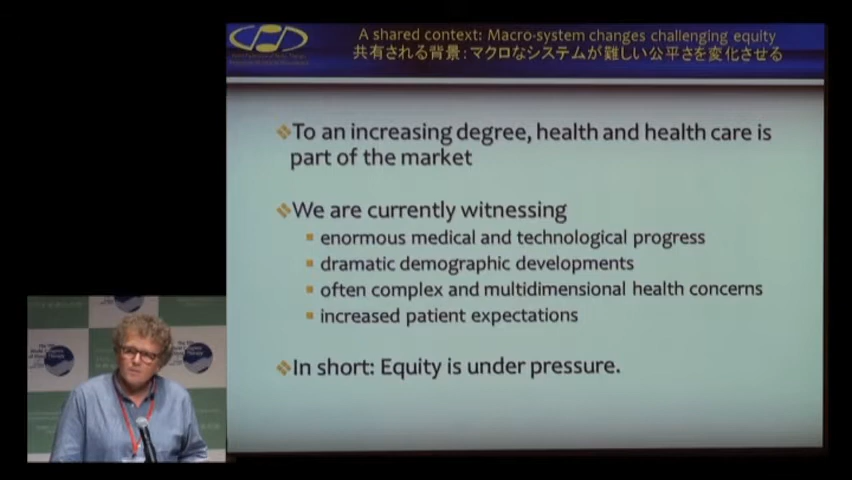 A shared context: Macro-system changes challenging equity
共有される背景：マクロなシステムが難しい公平さを変化させる
To an increasing degree, health and health care is
part of the market
We are currently witnessing
enormous medical and technological progress
dramatic demographic developments
often complex and multidimensional health concerns
increased patient expectations
In short: Equity is under pressure.